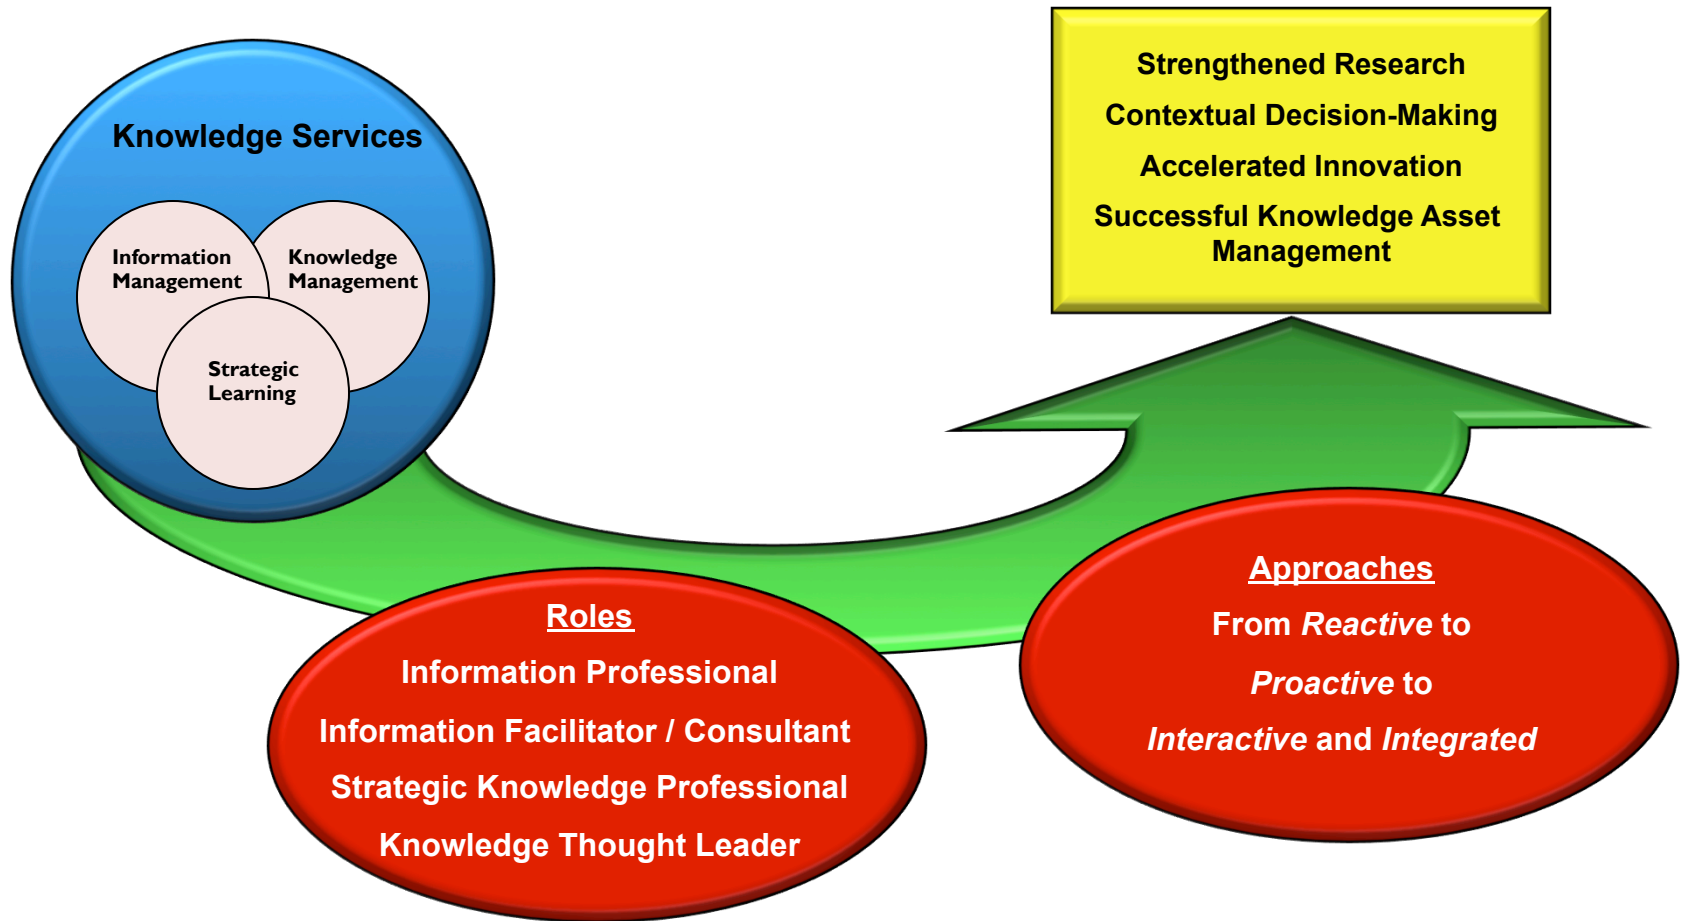 Knowledge Services
Information
Management
Knowledge
Management
Strategic
Learning
Strengthened Research
Contextual Decision-Making
Accelerated Innovation
Successful Knowledge Asset
Management
Roles
Information Professional
Information Facilitator / Consultant
Strategic Knowledge Professional
Knowledge Thought Leader
Approaches
From Reactive to
Proactive to
Interactive and Integrated